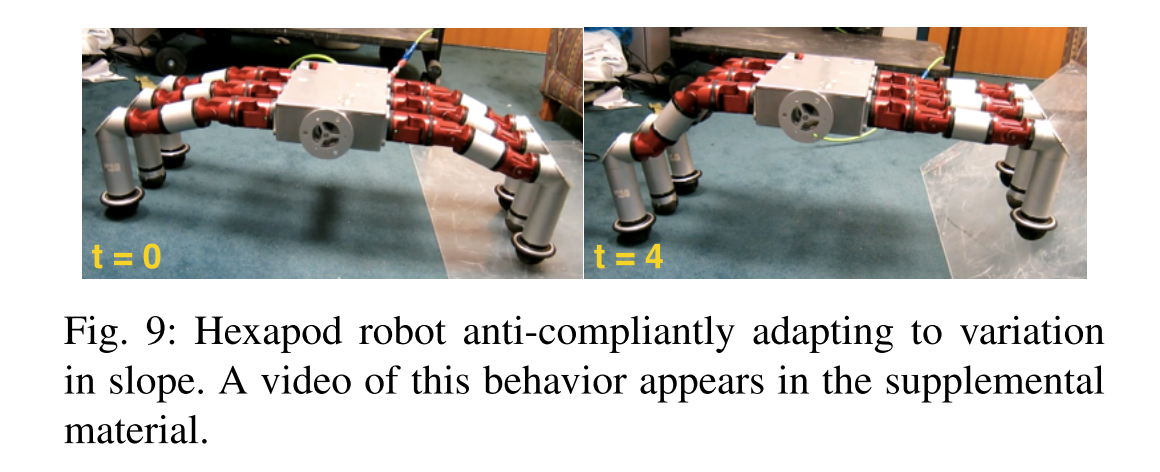 t = 0
t = 4
Fig. 9: Hexapod robot anti-compliantly adapting to variation
in slope. A video of this behavior appears in the supplemental
material.